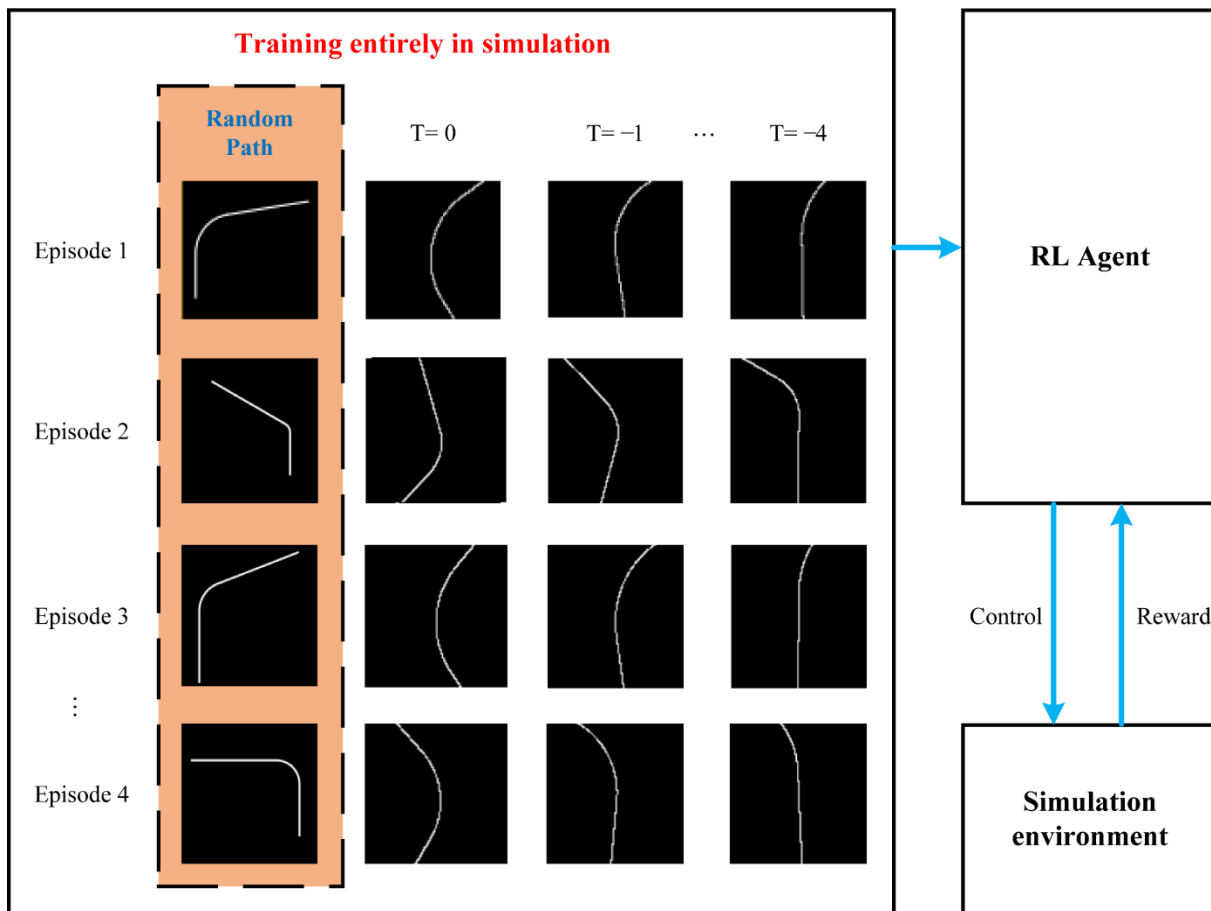 Training entirely in simulation
Random
Path
T= 0
T= −1
⋯
T= −4
Episode 1
Episode 2
Episode 3
⋮
Episode 4
RL Agent
Control
Reward
Simulation
environment